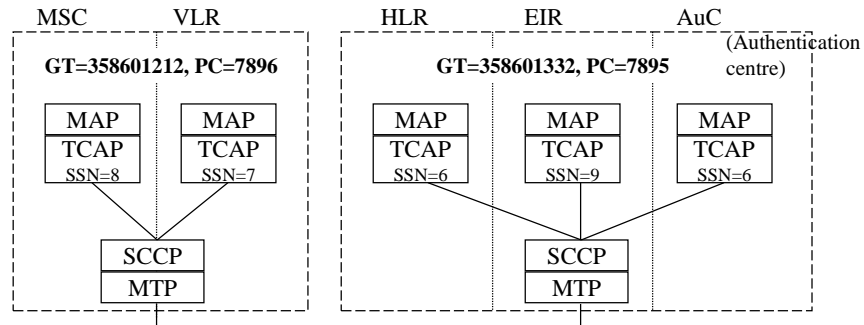 MSC VLR HLR EIR AuC
(Authentication
centre)
GT=358601212, PC=7896 GT=358601332, PC=7895
MAP MAP MAP MAP MAP
TCAP TCAP TCAP TCAP TCAP
SSN=8 SSN=7 SSN=6 SSN=9 SSN=6
SCCP SCCP
MTP MTP